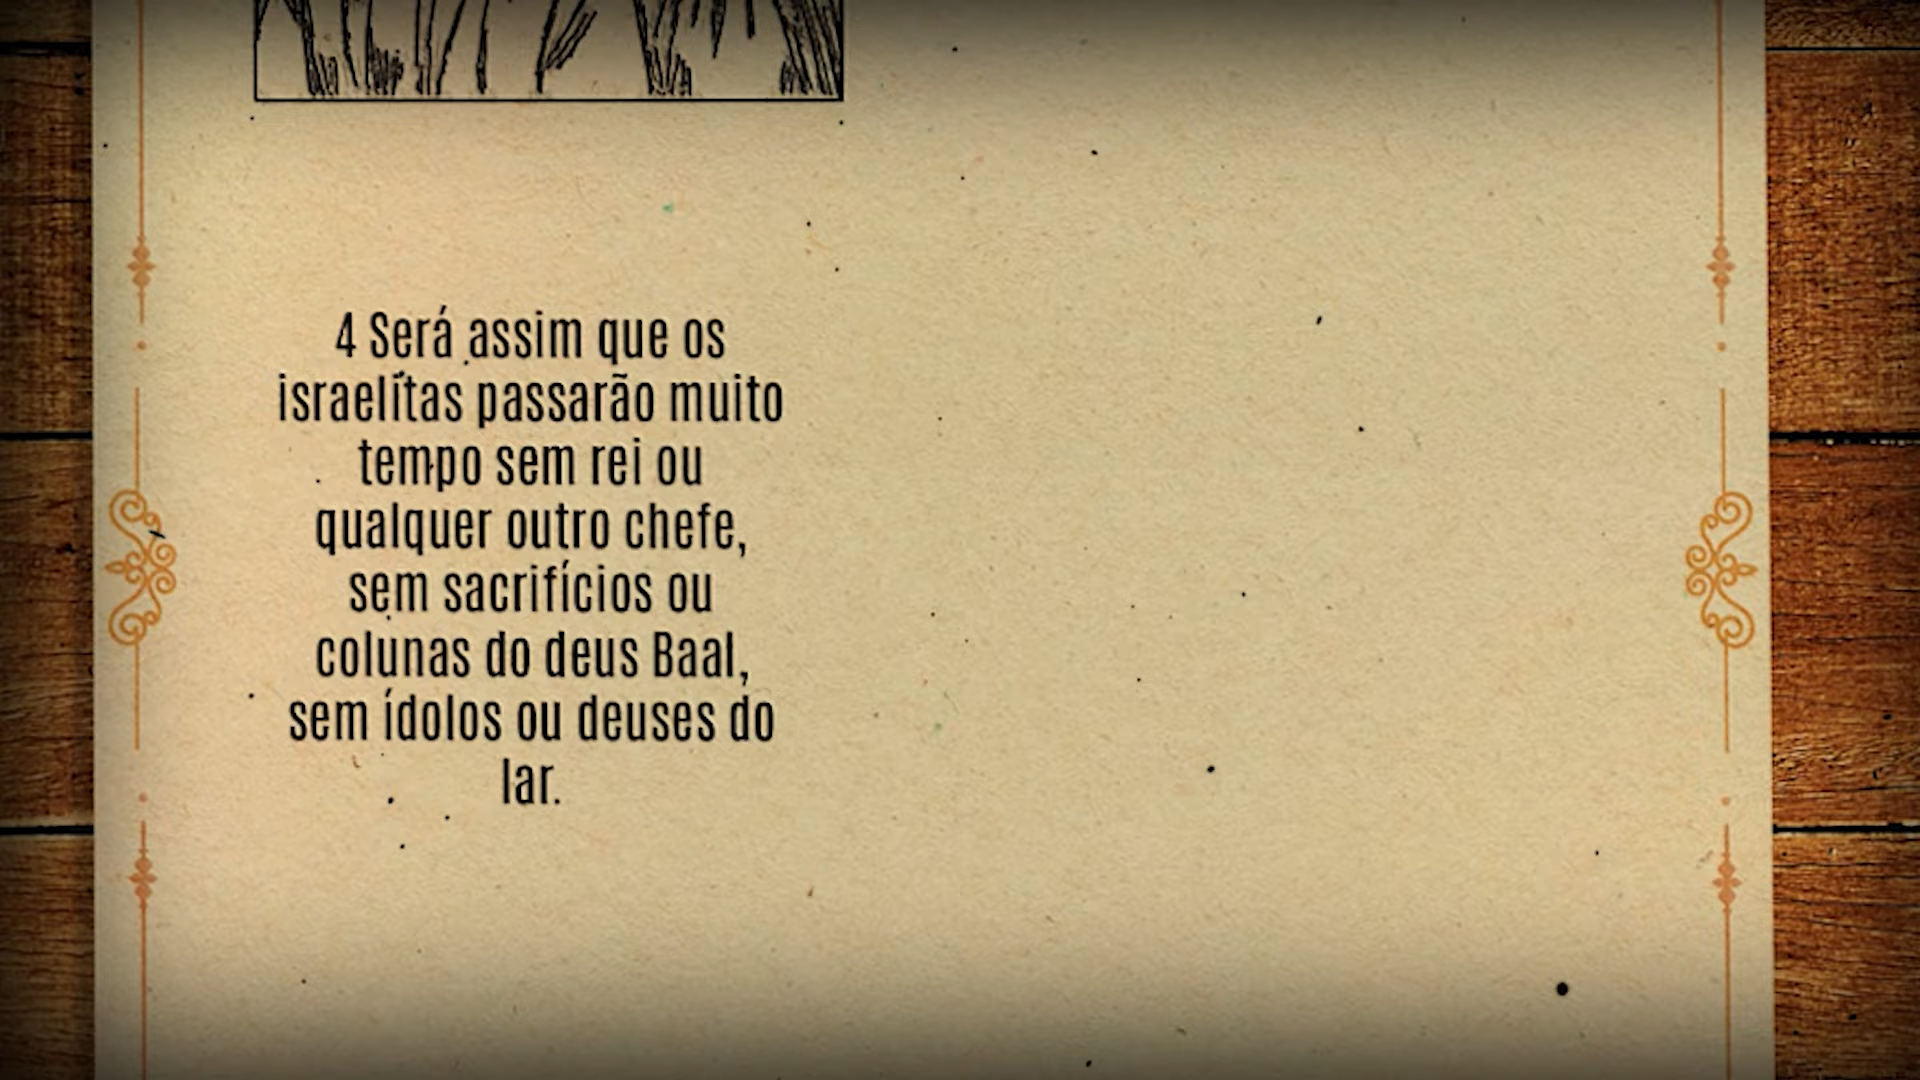 4 Será assim que os
israelítas passarão muito
tempo sem rei ou
qualquer outro chefe,
sem sacrifícios ou
colunas do deus Baal,
sem ídolos ou deuses do
lar.